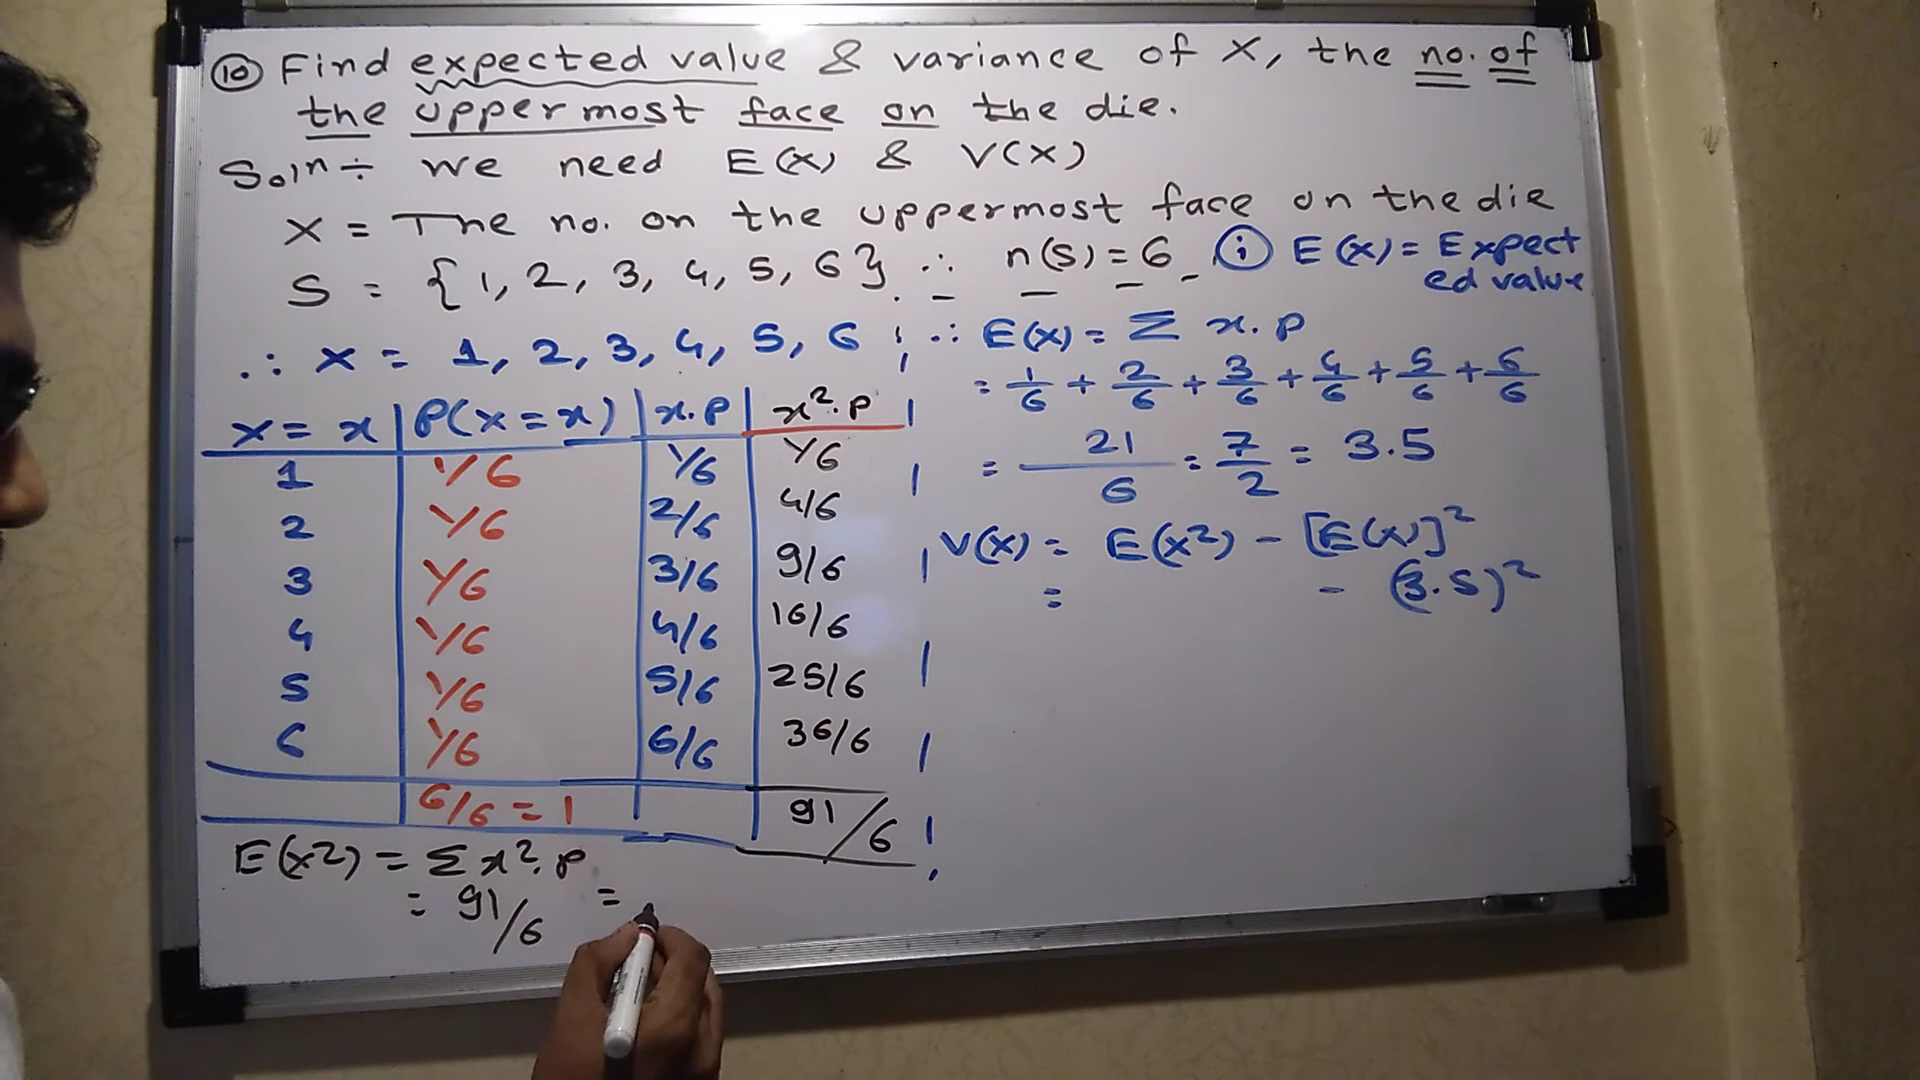 10 Find expected value & variance of X, the no. of
the uppermost face on the die.
Soln ÷ we need E(X) & V(X)
X = The no. on the uppermost face on the die
S = {1, 2, 3, 4, 5, 6} ∴ n(S) = 6
∴ X = 1, 2, 3, 4, 5, 6
X = x | P(X = x) | x.P | x².P
1 1/6 1/6 1/6
2 1/6 2/6 4/6
3 1/6 3/6 9/6
4 1/6 4/6 16/6
5 1/6 5/6 25/6
6 1/6 6/6 36/6
6/6 = 1 91/6
E(X²) = Σ x².P
= 91/6 =
i E(X) = Expect
ed value
∴ E(X) = Σ x.P
= 1/6 + 2/6 + 3/6 + 4/6 + 5/6 + 6/6
= 21/6 = 7/2 = 3.5
V(X) = E(X²) - [E(X)]²
= - (3.5)²